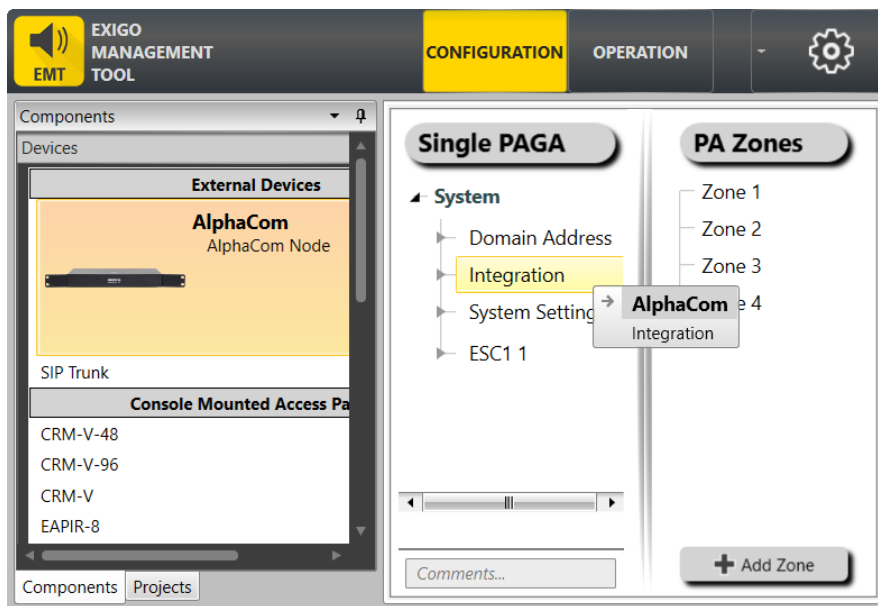 EXIGO
MANAGEMENT
TOOL
EMT
CONFIGURATION
OPERATION
Components
Devices
External Devices
AlphaCom
AlphaCom Node
SIP Trunk
Console Mounted Access Pa
CRM-V-48
CRM-V-96
CRM-V
EAPIR-8
Components
Projects
Single PAGA
System
Domain Address
Integration
System Setting
ESC1 1
Comments...
PA Zones
Zone 1
Zone 2
Zone 3
e 4
AlphaCom
Integration
Add Zone